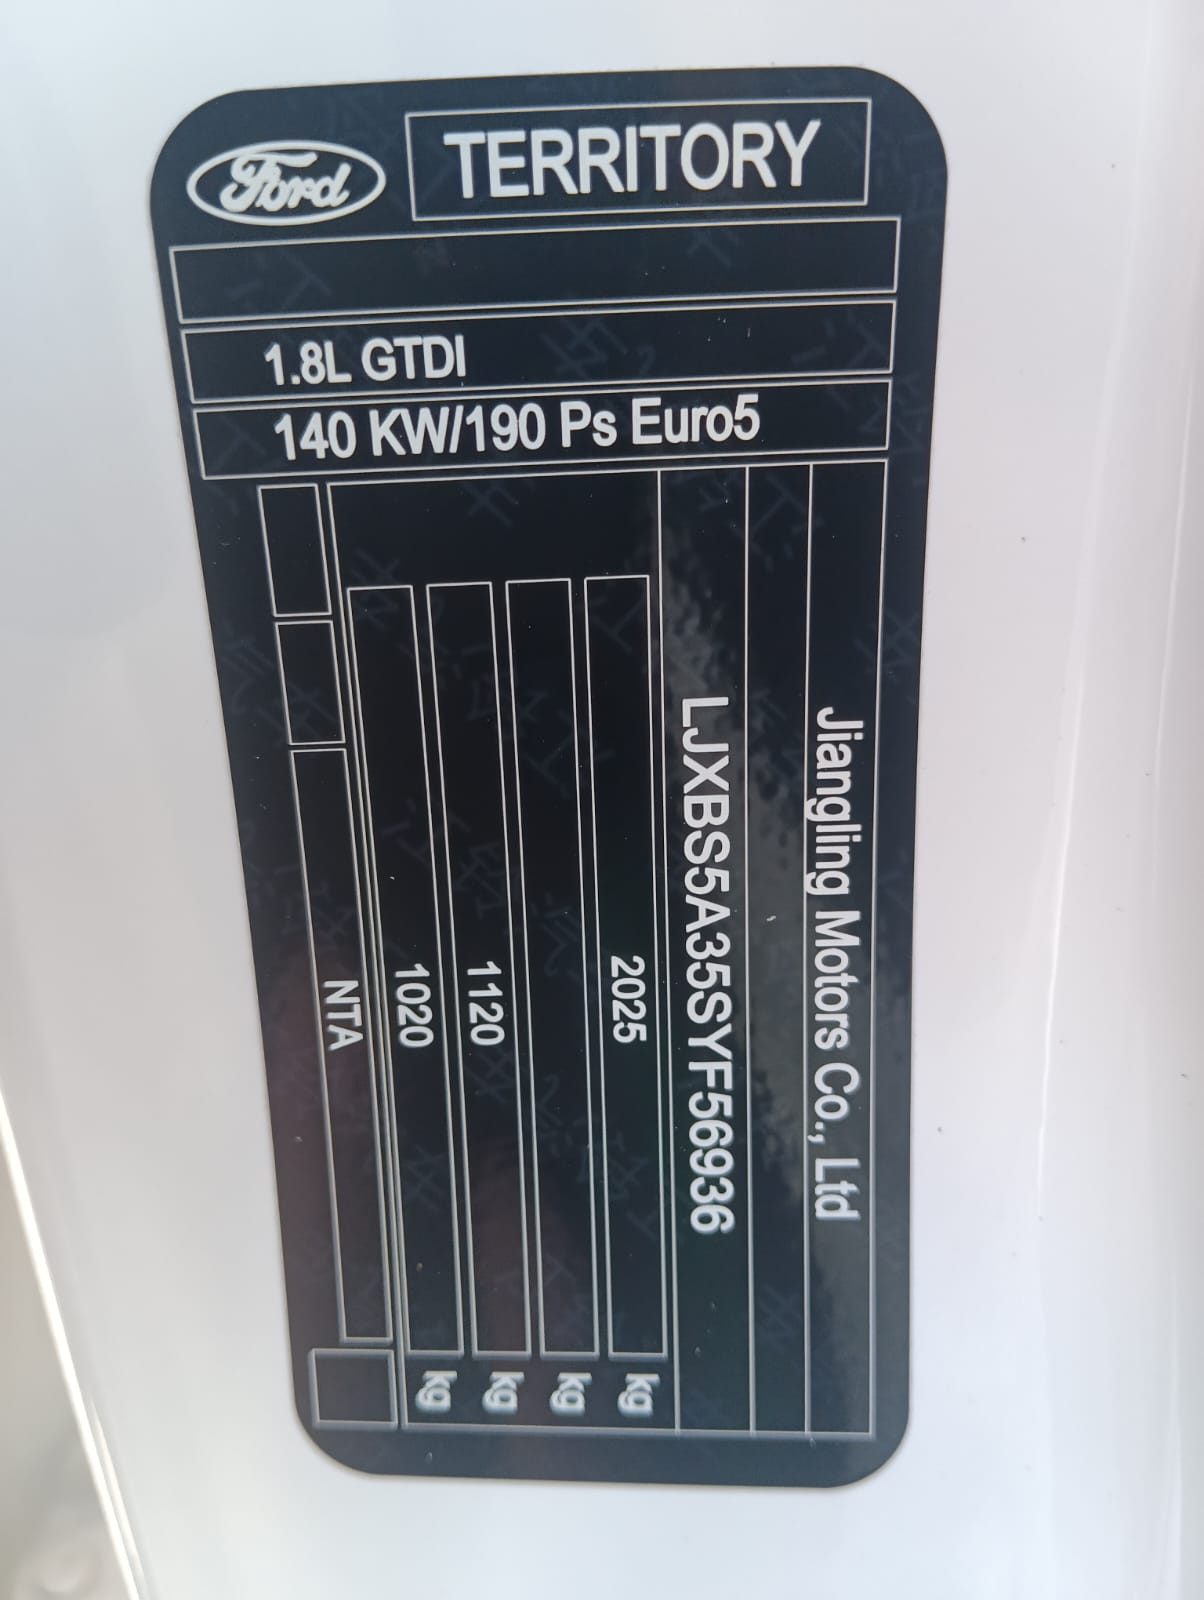 Ford
TERRITORY
1.8L GTDI
140 KW/190 Ps Euro5
Jiangling Motors Co., Ltd
LJXBS5A35SYF56936
2025 kg
kg
1120 kg
1020 kg
NTA